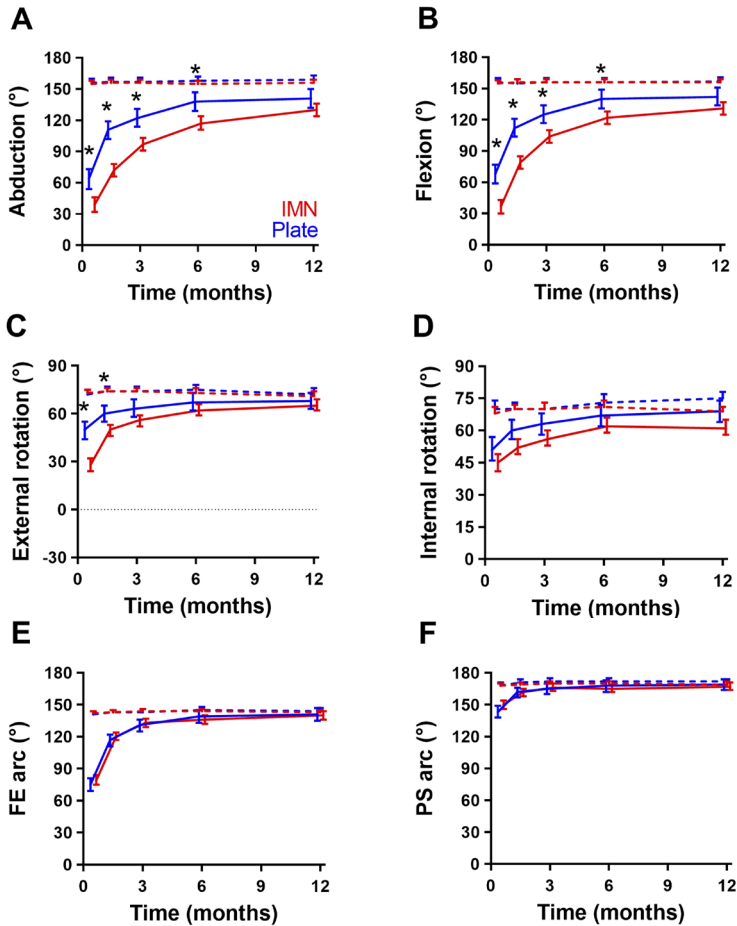 A
Abduction (°)
180
150
120
90
60
30
0
*
*
*
*
IMN
Plate
0 3 6 9 12
Time (months)
B
Flexion (°)
180
150
120
90
60
30
0
*
*
*
*
0 3 6 9 12
Time (months)
C
External rotation (°)
90
60
30
0
-30
*
*
0 3 6 9 12
Time (months)
D
Internal rotation (°)
90
75
60
45
30
15
0
0 3 6 9 12
Time (months)
E
FE arc (°)
180
150
120
90
60
30
0
0 3 6 9 12
Time (months)
F
PS arc (°)
180
150
120
90
60
30
0
0 3 6 9 12
Time (months)